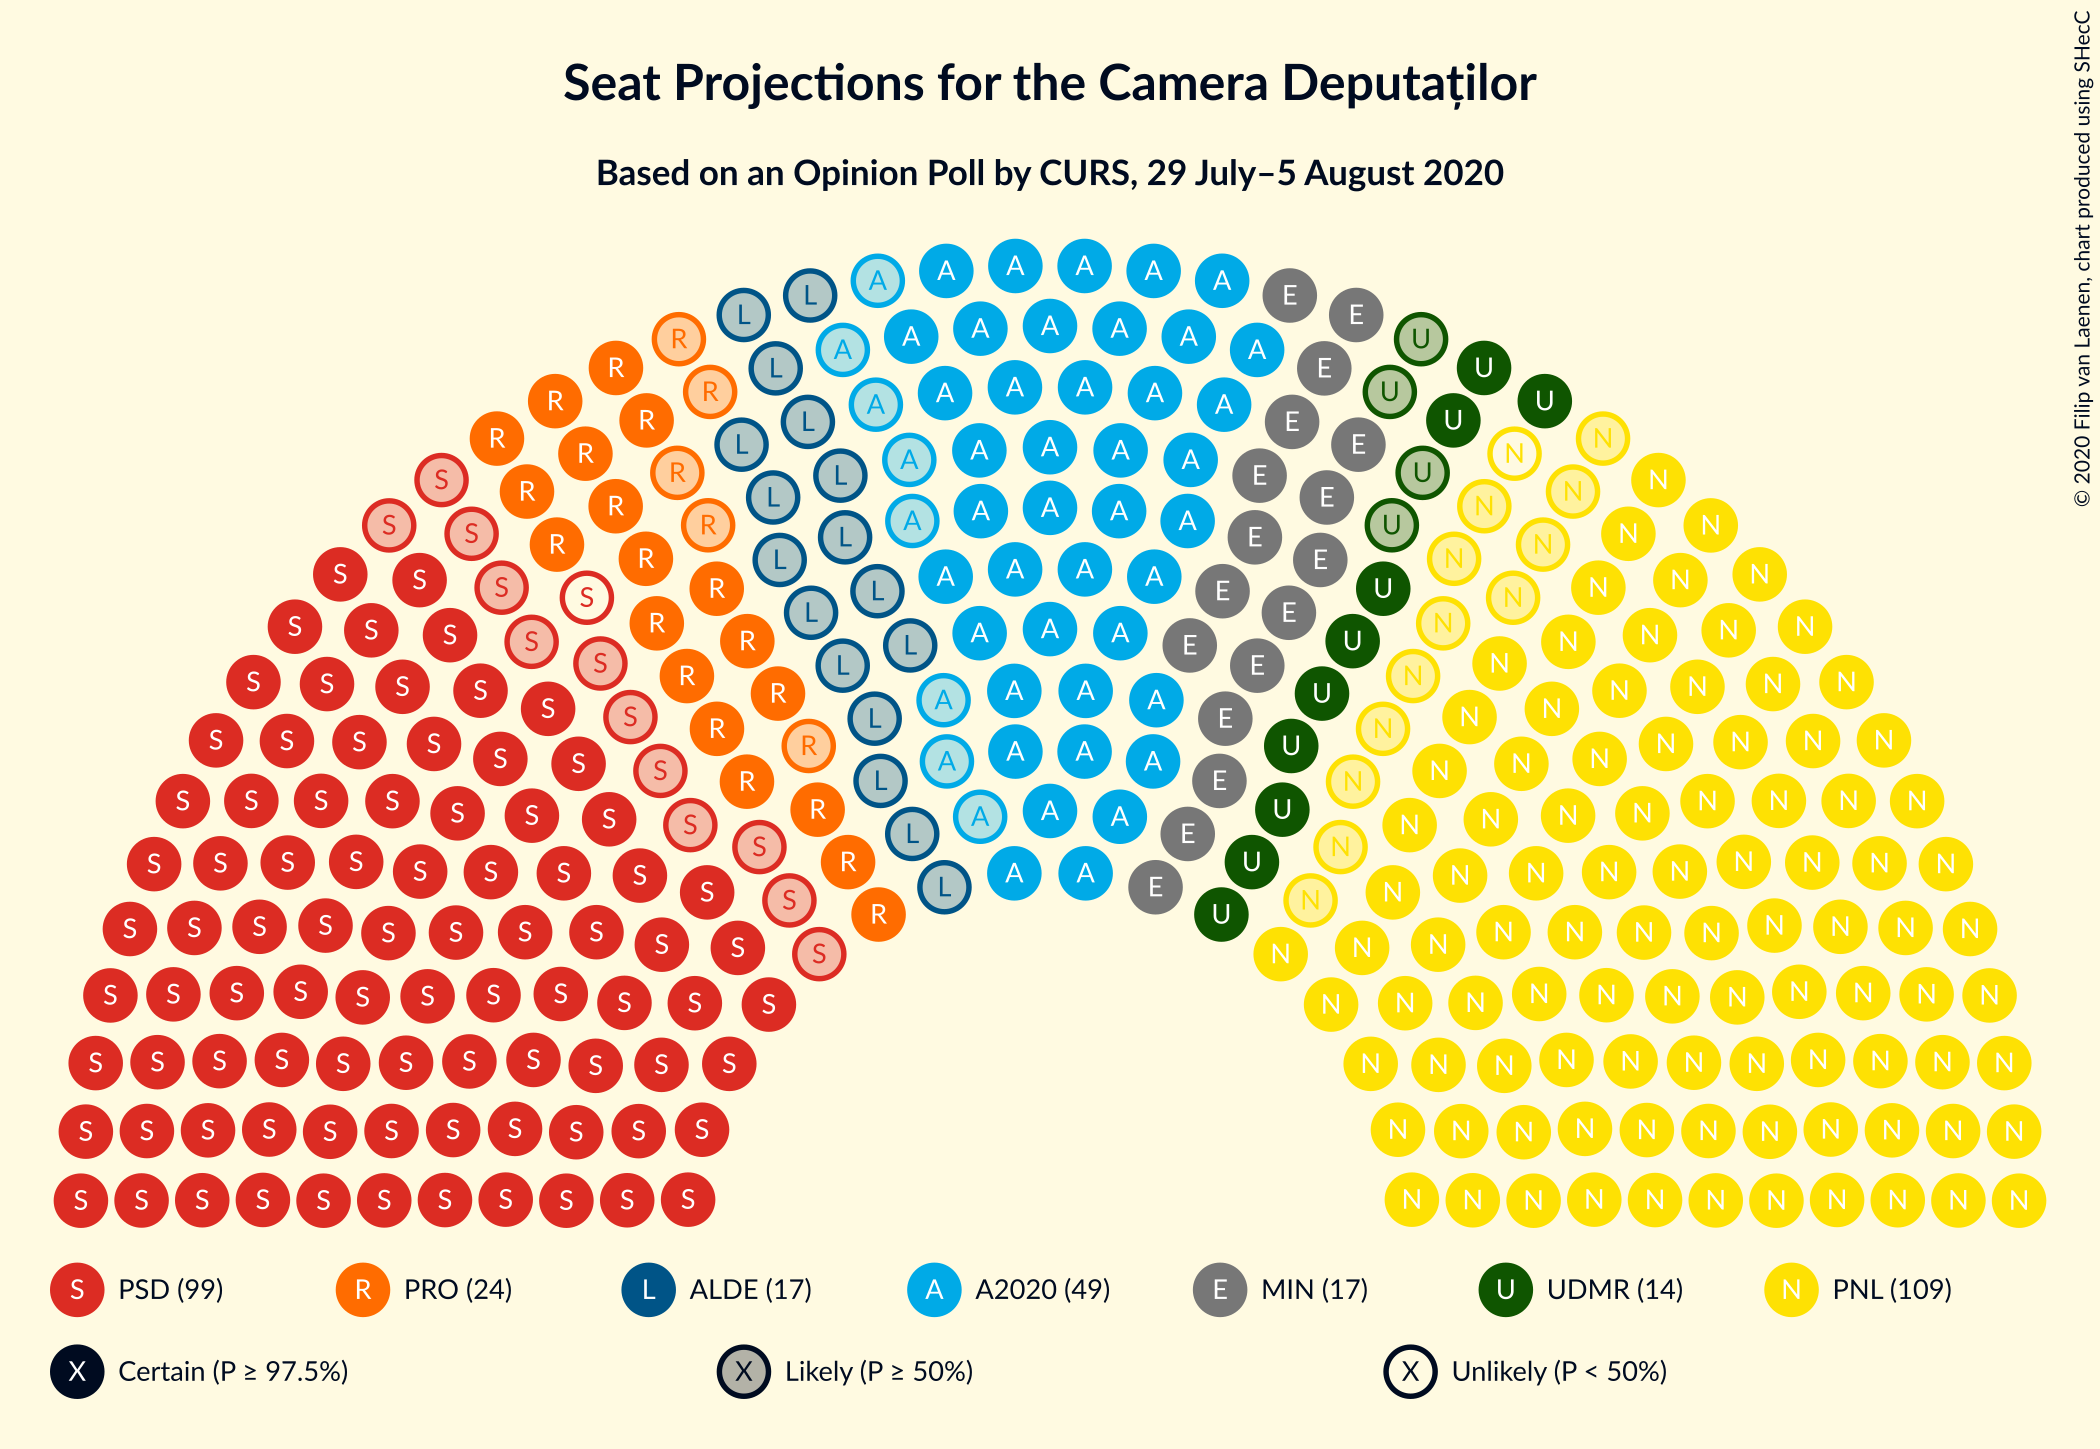 Seat Projections for the Camera Deputaților
Based on an Opinion Poll by CURS, 29 July–5 August 2020
© 2020 Filip van Laenen, chart produced using SHecC
S PSD (99) R PRO (24) L ALDE (17) A A2020 (49) E MIN (17) U UDMR (14) N PNL (109)
X Certain (P ≥ 97.5%) X Likely (P ≥ 50%) X Unlikely (P < 50%)